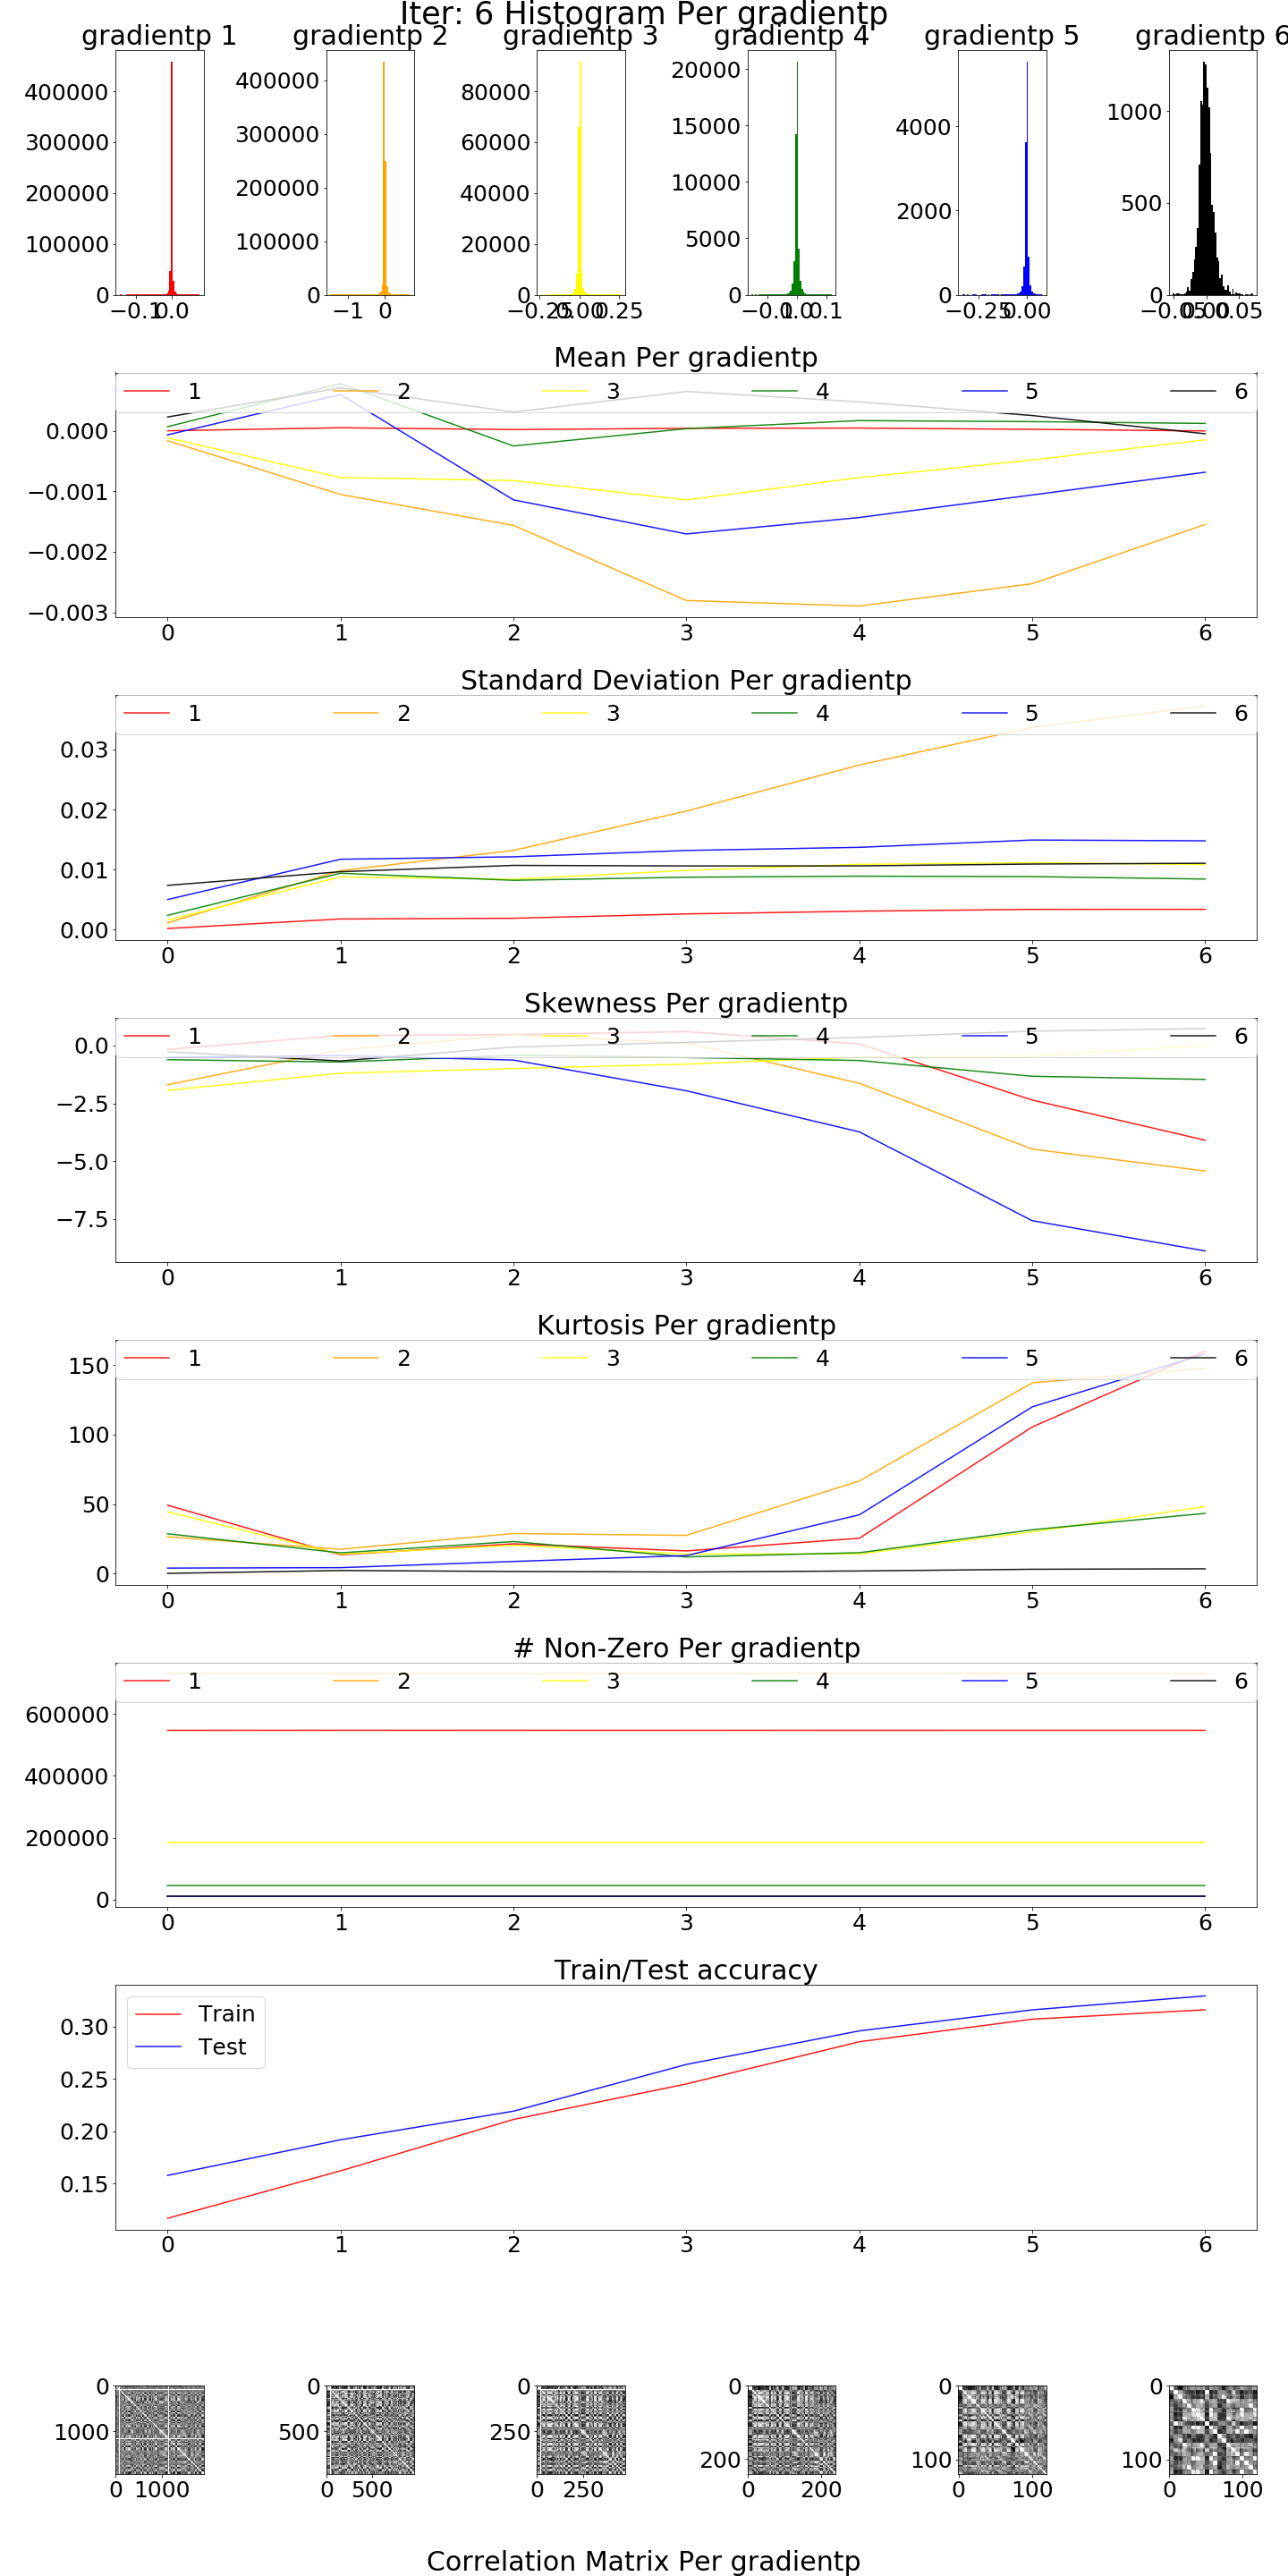 Iter: 6 Histogram Per gradientp
gradientp 1 gradientp 2 gradientp 3 gradientp 4 gradientp 5 gradientp 6
400000 400000 80000 20000 4000 1000
300000 300000 60000 15000 2000 500
200000 200000 40000 10000 0 0
100000 100000 20000 5000
0 0 0 0
−0.1 0.0 −1 0 −0.25 0.00 0.25 −0.1 0.0 0.1 −0.25 0.00 −0.05 0.00 0.05
Mean Per gradientp
1 2 3 4 5 6
0.000
−0.001
−0.002
−0.003
0 1 2 3 4 5 6
Standard Deviation Per gradientp
1 2 3 4 5 6
0.03
0.02
0.01
0.00
0 1 2 3 4 5 6
Skewness Per gradientp
1 2 3 4 5 6
0.0
−2.5
−5.0
−7.5
0 1 2 3 4 5 6
Kurtosis Per gradientp
1 2 3 4 5 6
150
100
50
0
0 1 2 3 4 5 6
# Non-Zero Per gradientp
1 2 3 4 5 6
600000
400000
200000
0
0 1 2 3 4 5 6
Train/Test accuracy
Train
Test
0.30
0.25
0.20
0.15
0 1 2 3 4 5 6
0 0 0 0 0 0
1000 500 250 200 100 100
0 1000 0 500 0 250 0 200 0 100 0 100
Correlation Matrix Per gradientp